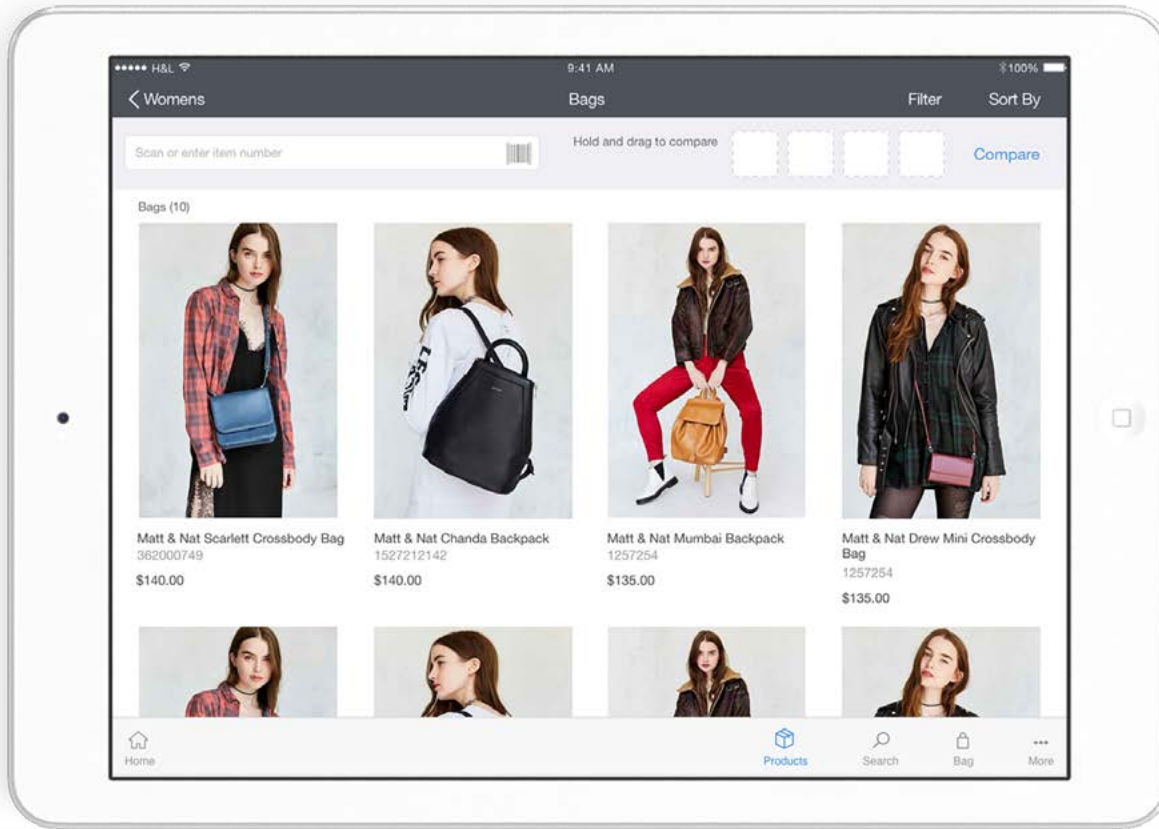 ●●●●● H&L 9:41 AM 100%
Womens Bags Filter Sort By
Scan or enter item number Hold and drag to compare Compare
Bags (10)
Matt & Nat Scarlett Crossbody Bag
362000749
$140.00
Matt & Nat Chanda Backpack
1527212142
$140.00
Matt & Nat Mumbai Backpack
1257254
$135.00
Matt & Nat Drew Mini Crossbody
Bag
1257254
$135.00
Home Products Search Bag More